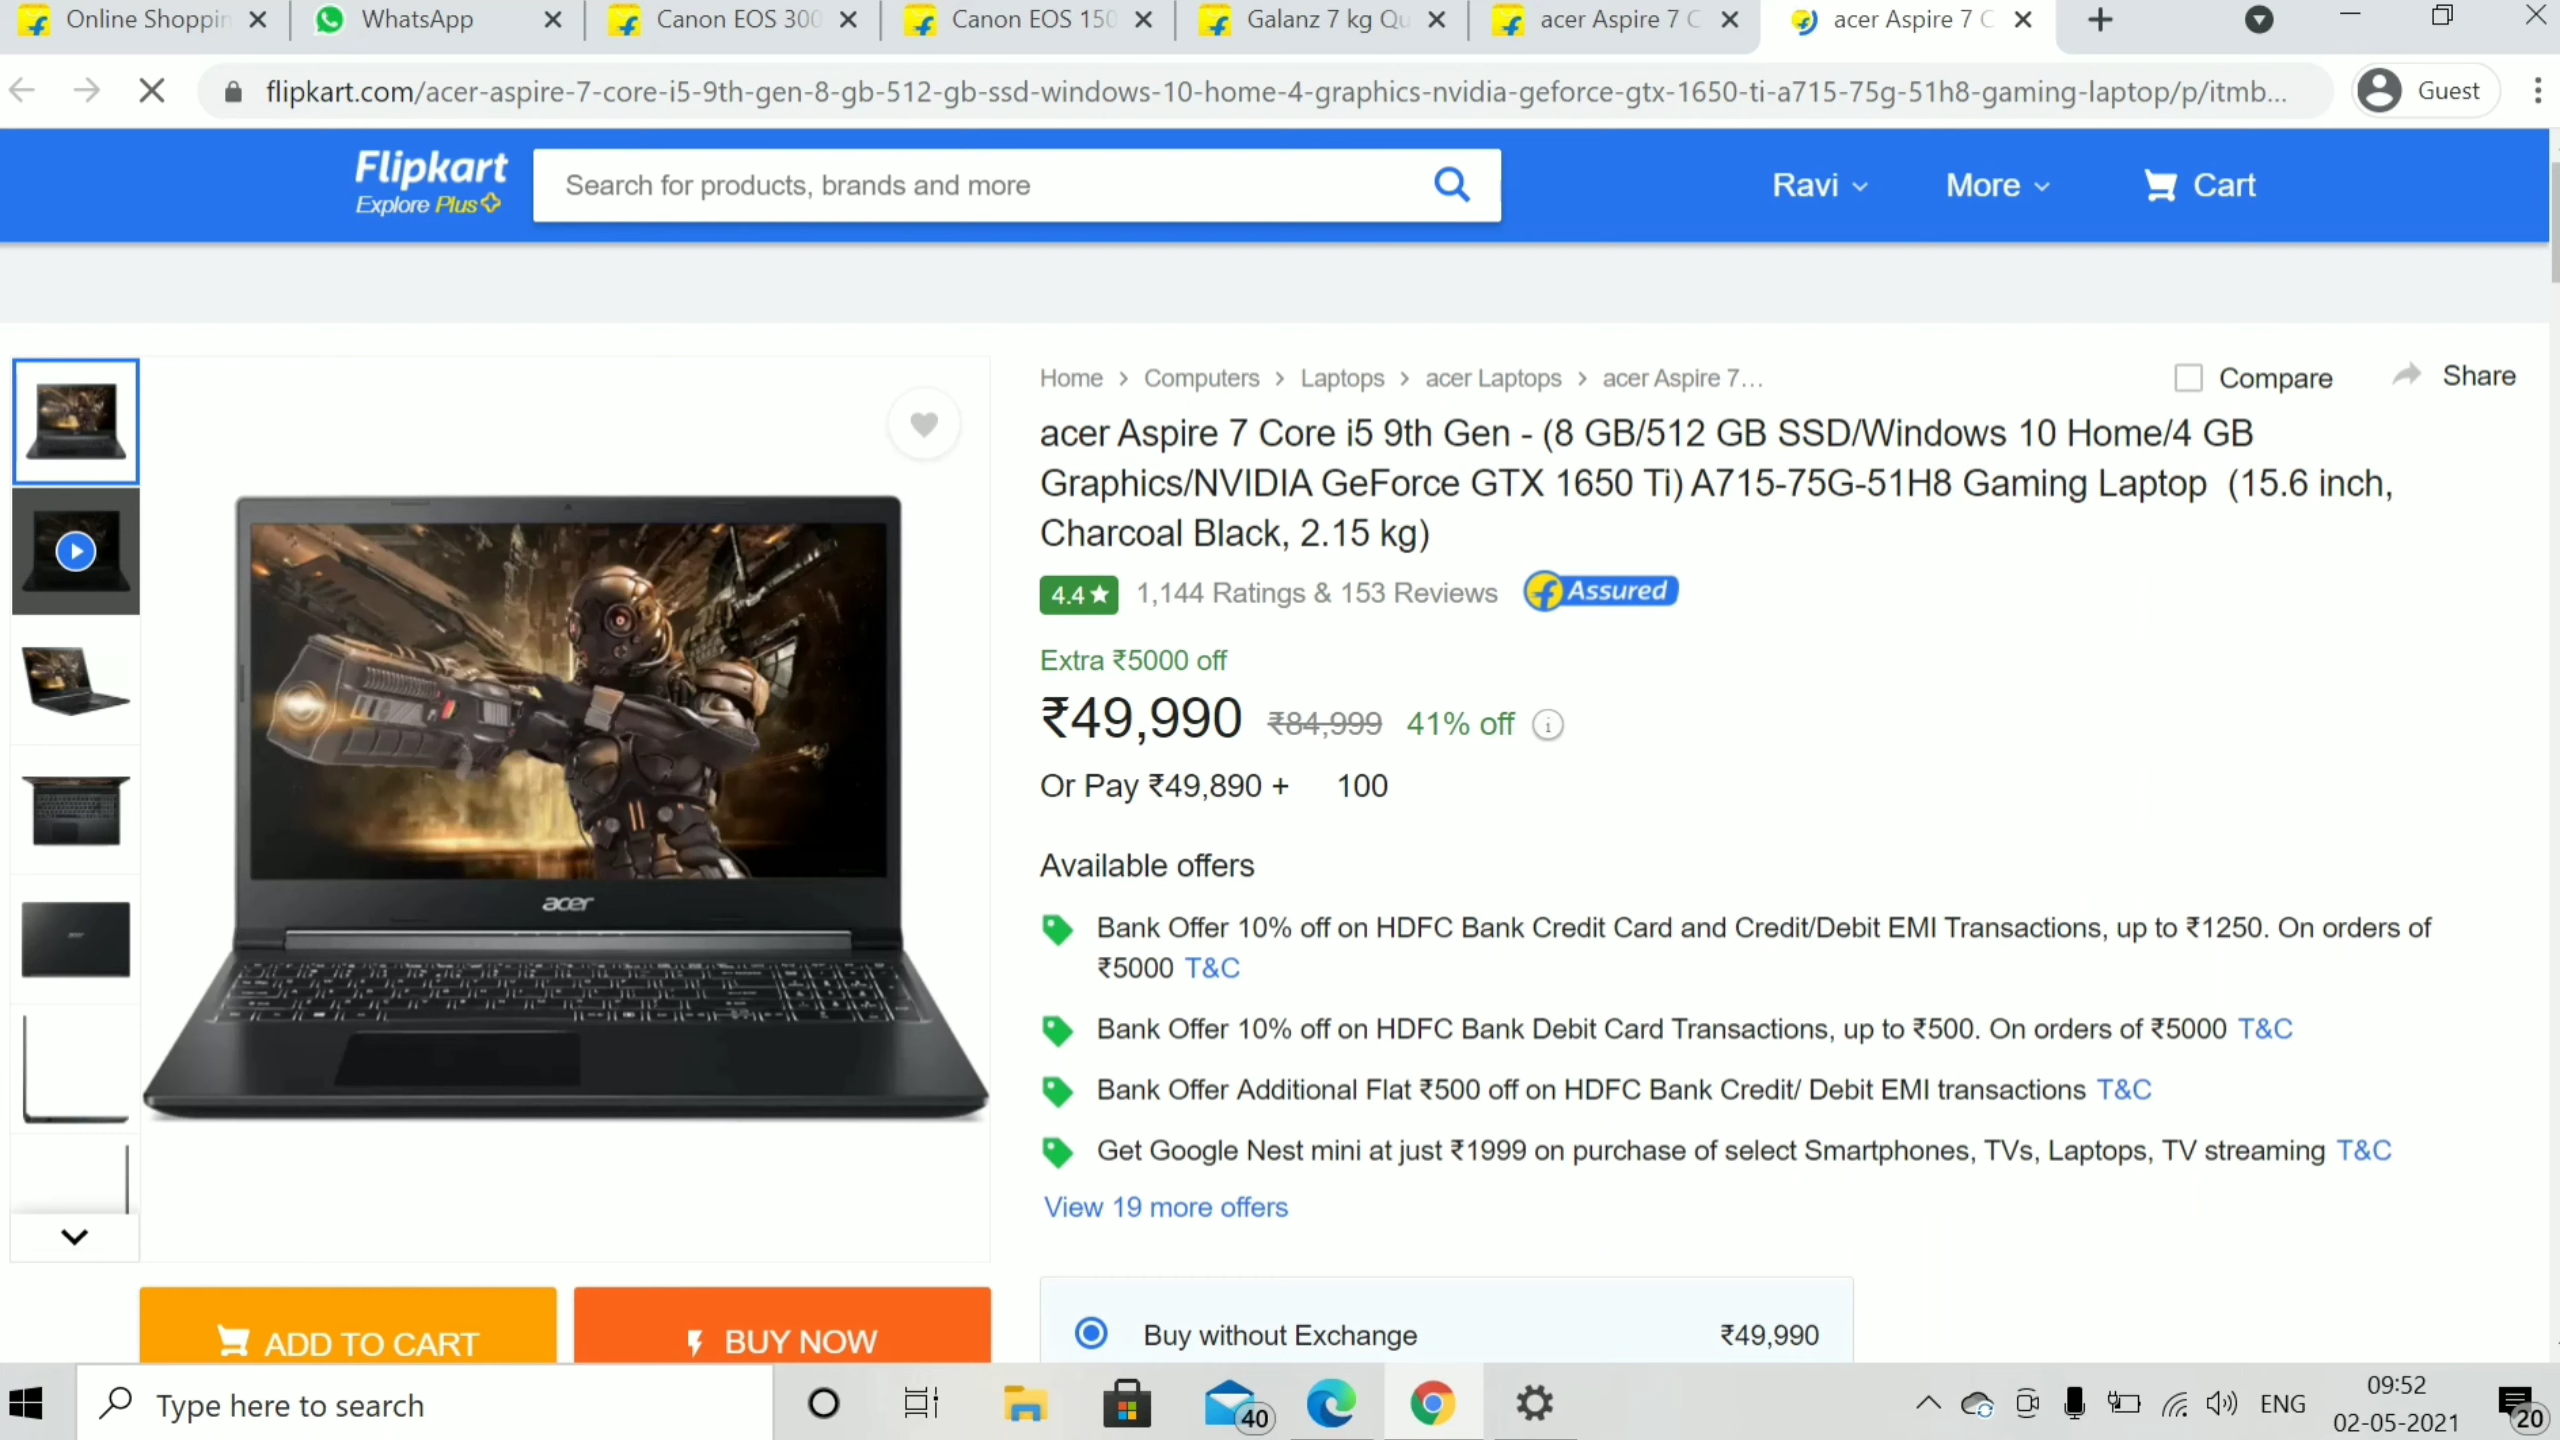 Online Shoppin
WhatsApp
Canon EOS 300
Canon EOS 150
Galanz 7 kg Qu
acer Aspire 7 C
acer Aspire 7 C
flipkart.com/acer-aspire-7-core-i5-9th-gen-8-gb-512-gb-ssd-windows-10-home-4-graphics-nvidia-geforce-gtx-1650-ti-a715-75g-51h8-gaming-laptop/p/itmb...
Guest
Flipkart
Explore Plus
Search for products, brands and more
Ravi
More
Cart
Home > Computers > Laptops > acer Laptops > acer Aspire 7...
Compare
Share
acer Aspire 7 Core i5 9th Gen - (8 GB/512 GB SSD/Windows 10 Home/4 GB
Graphics/NVIDIA GeForce GTX 1650 Ti) A715-75G-51H8 Gaming Laptop (15.6 inch,
Charcoal Black, 2.15 kg)
4.4★ 1,144 Ratings & 153 Reviews
Assured
Extra ₹5000 off
₹49,990 ₹84,999 41% off
Or Pay ₹49,890 + 100
Available offers
Bank Offer 10% off on HDFC Bank Credit Card and Credit/Debit EMI Transactions, up to ₹1250. On orders of
₹5000 T&C
Bank Offer 10% off on HDFC Bank Debit Card Transactions, up to ₹500. On orders of ₹5000 T&C
Bank Offer Additional Flat ₹500 off on HDFC Bank Credit/ Debit EMI transactions T&C
Get Google Nest mini at just ₹1999 on purchase of select Smartphones, TVs, Laptops, TV streaming T&C
View 19 more offers
acer
ADD TO CART
BUY NOW
Buy without Exchange ₹49,990
Type here to search
40
ENG
09:52
02-05-2021
20